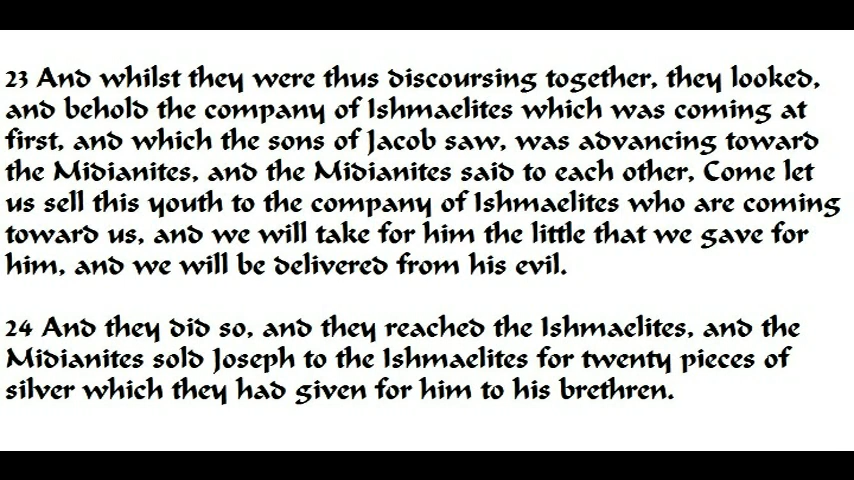 23 And whilst they were thus discoursing together, they looked,
and behold the company of Ishmaelites which was coming at
first, and which the sons of Jacob saw, was advancing toward
the Midianites, and the Midianites said to each other, Come let
us sell this youth to the company of Ishmaelites who are coming
toward us, and we will take for him the little that we gave for
him, and we will be delivered from his evil.
24 And they did so, and they reached the Ishmaelites, and the
Midianites sold Joseph to the Ishmaelites for twenty pieces of
silver which they had given for him to his brethren.